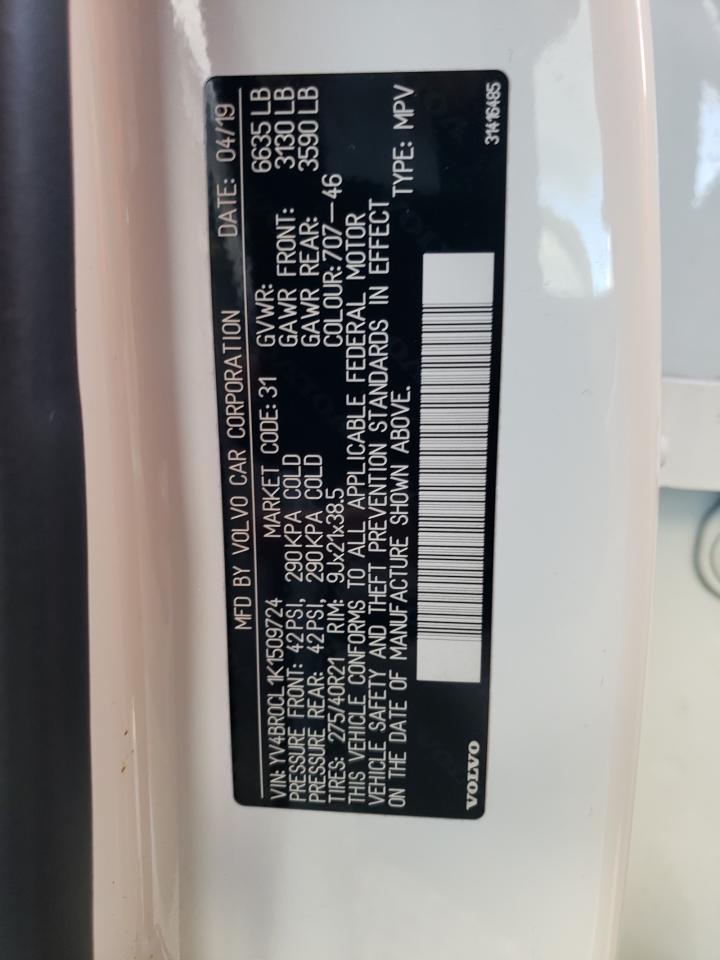 MFD BY VOLVO CAR CORPORATION DATE: 04/19
VIN: YV4BR0CL1K1509724 MARKET CODE: 31 GVWR: 6635 LB
PRESSURE FRONT: 42PSI, 290KPA COLD GAWR FRONT: 3130 LB
PRESSURE REAR: 42PSI, 290KPA COLD GAWR REAR: 3590 LB
TIRES: 275/40R21 RIM: 9Jx21x38.5 COLOUR: 707-46
THIS VEHICLE CONFORMS TO ALL APPLICABLE FEDERAL MOTOR
VEHICLE SAFETY AND THEFT PREVENTION STANDARDS IN EFFECT
ON THE DATE OF MANUFACTURE SHOWN ABOVE. TYPE: MPV
VOLVO 31416485